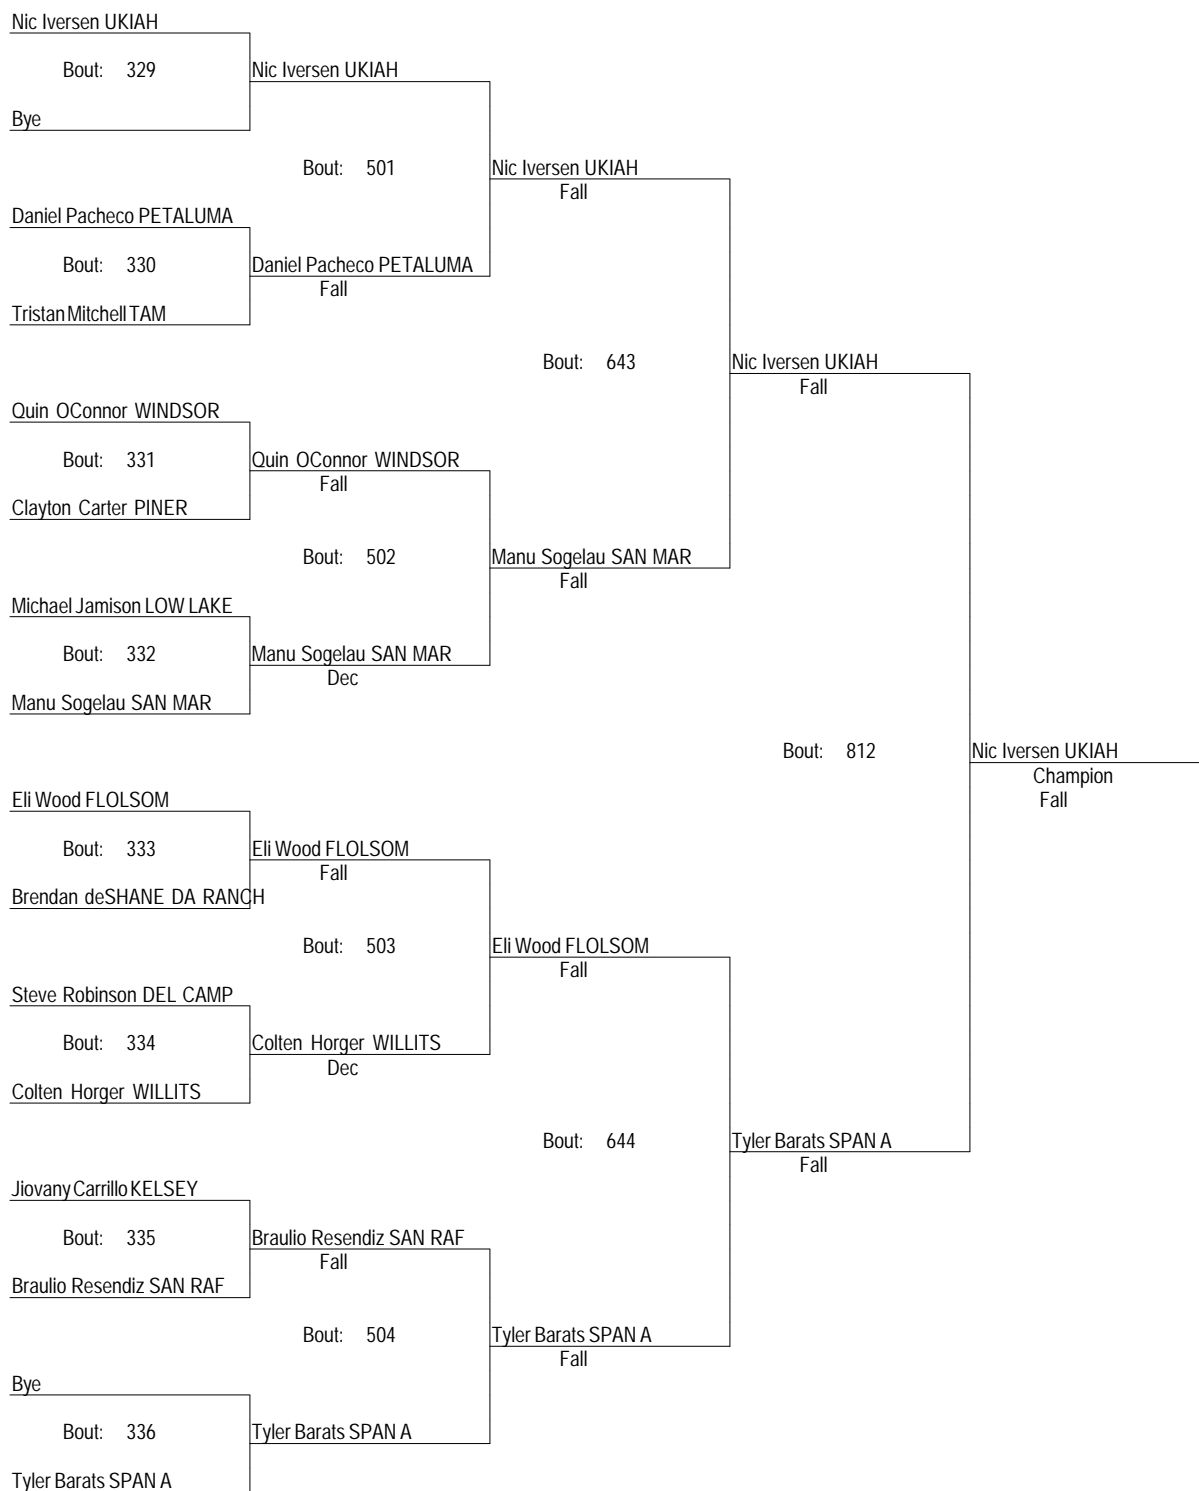 Nic Iversen UKIAH
Bout: 329
Nic Iversen UKIAH
Bye
Bout: 501
Nic Iversen UKIAH
Fall
Daniel Pacheco PETALUMA
Bout: 330
Daniel Pacheco PETALUMA
Fall
Tristan Mitchell TAM
Bout: 643
Nic Iversen UKIAH
Fall
Quin OConnor WINDSOR
Bout: 331
Quin OConnor WINDSOR
Fall
Clayton Carter PINER
Bout: 502
Manu Sogelau SAN MAR
Fall
Michael Jamison LOW LAKE
Bout: 332
Manu Sogelau SAN MAR
Dec
Manu Sogelau SAN MAR
Bout: 812
Nic Iversen UKIAH
Champion
Fall
Eli Wood FLOLSOM
Bout: 333
Eli Wood FLOLSOM
Fall
Brendan deSHANE DA RANCH
Bout: 503
Eli Wood FLOLSOM
Fall
Steve Robinson DEL CAMP
Bout: 334
Colten Horger WILLITS
Dec
Colten Horger WILLITS
Bout: 644
Tyler Barats SPAN A
Fall
Jiovany Carrillo KELSEY
Bout: 335
Braulio Resendiz SAN RAF
Fall
Braulio Resendiz SAN RAF
Bout: 504
Tyler Barats SPAN A
Fall
Bye
Bout: 336
Tyler Barats SPAN A
Tyler Barats SPAN A